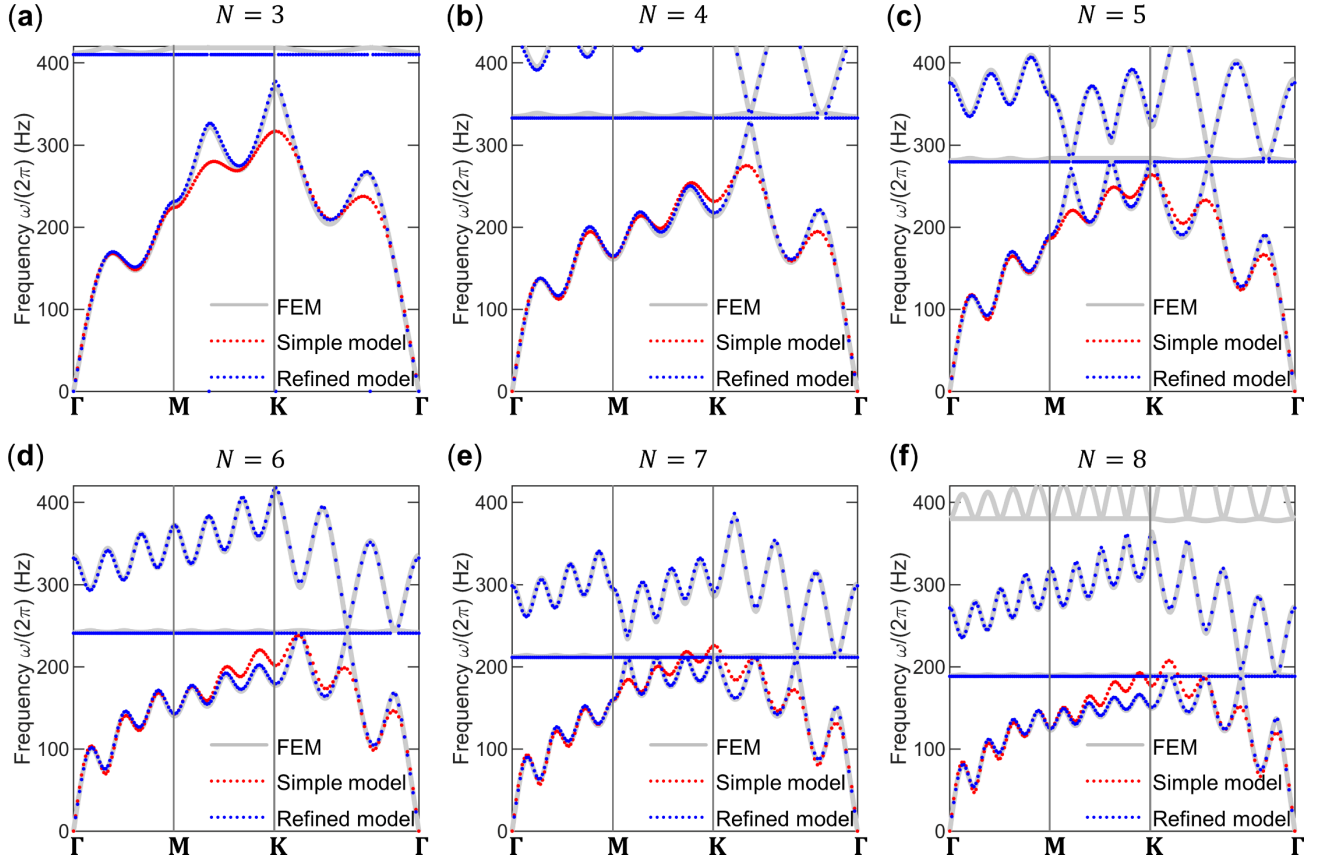 (a) N = 3
Frequency ω/(2π) (Hz)
400
300
200
100
0
FEM
Simple model
Refined model
Γ M K Γ
(b) N = 4
Frequency ω/(2π) (Hz)
400
300
200
100
0
FEM
Simple model
Refined model
Γ M K Γ
(c) N = 5
Frequency ω/(2π) (Hz)
400
300
200
100
0
FEM
Simple model
Refined model
Γ M K Γ
(d) N = 6
Frequency ω/(2π) (Hz)
400
300
200
100
0
FEM
Simple model
Refined model
Γ M K Γ
(e) N = 7
Frequency ω/(2π) (Hz)
400
300
200
100
0
FEM
Simple model
Refined model
Γ M K Γ
(f) N = 8
Frequency ω/(2π) (Hz)
400
300
200
100
0
FEM
Simple model
Refined model
Γ M K Γ